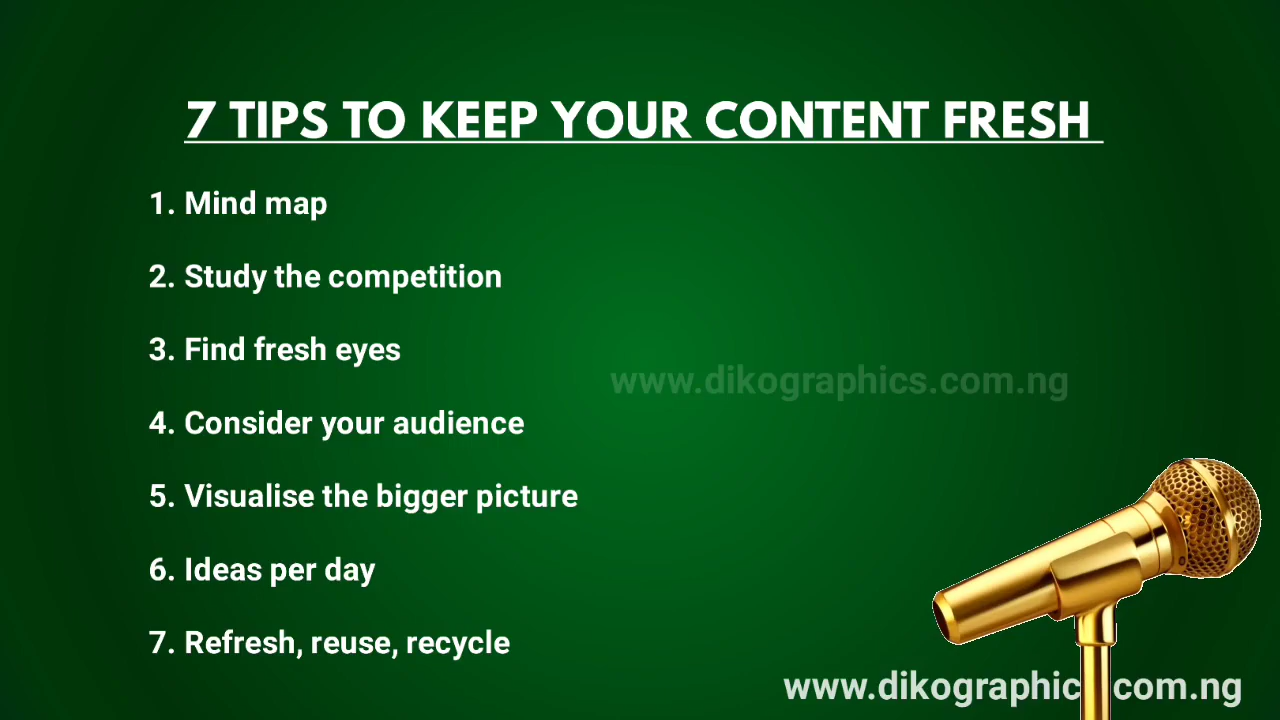 7 TIPS TO KEEP YOUR CONTENT FRESH
1. Mind map
2. Study the competition
3. Find fresh eyes
www.dikographics.com.ng
4. Consider your audience
5. Visualise the bigger picture
6. Ideas per day
7. Refresh, reuse, recycle
www.dikographic com.ng